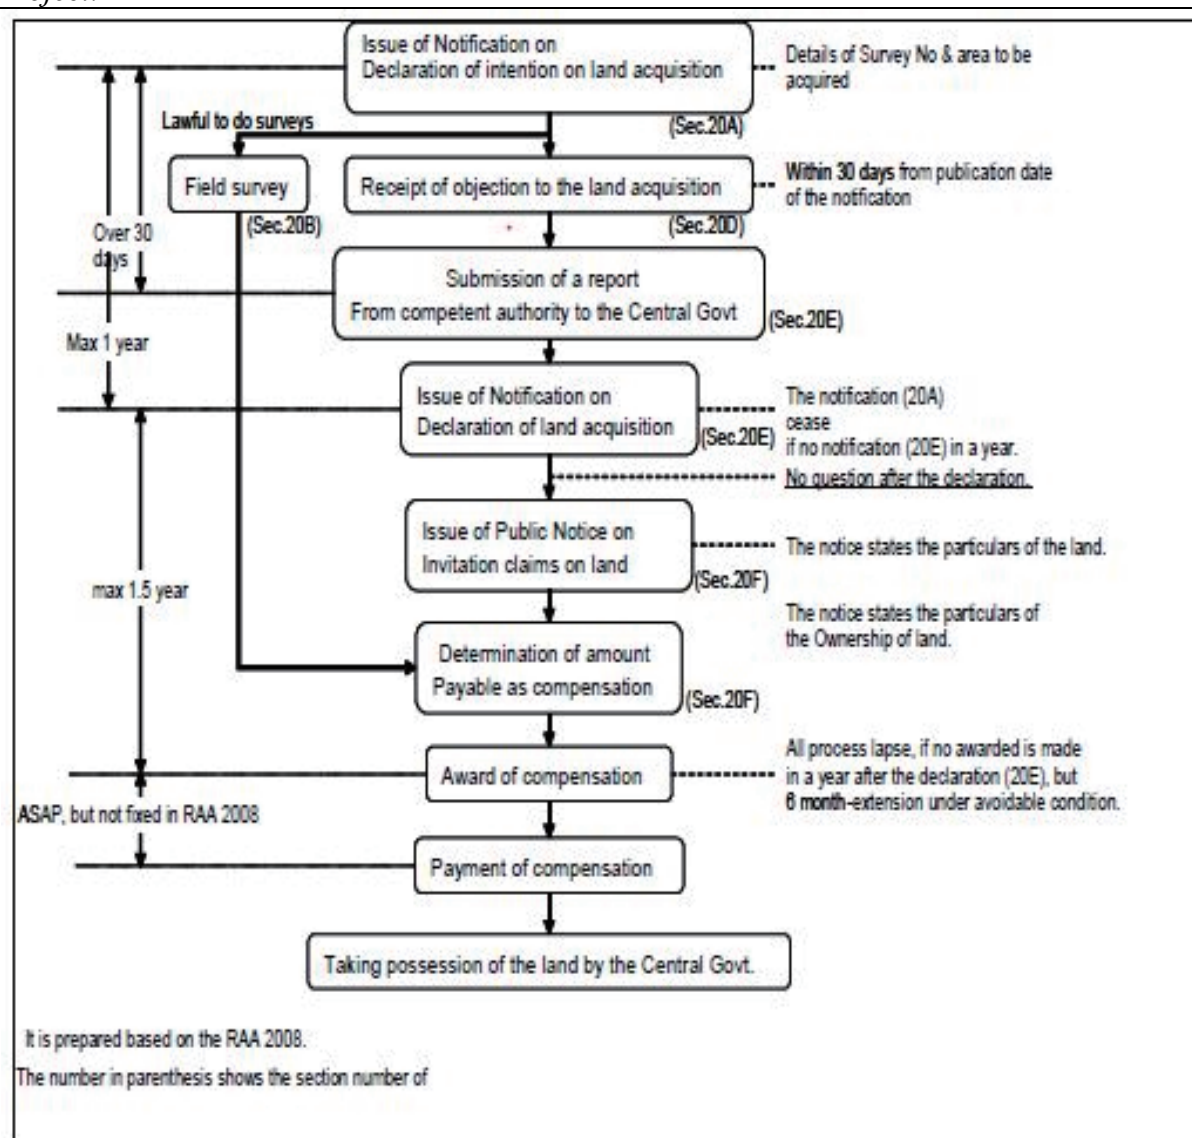 Issue of Notification on
Declaration of intention on land acquisition
Details of Survey No & area to be
acquired
(Sec.20A)
Lawful to do surveys
Field survey
(Sec.20B)
Receipt of objection to the land acquisition
(Sec.20D)
Within 30 days from publication date
of the notification
Over 30
days
Submission of a report
From competent authority to the Central Govt
(Sec.20E)
Max 1 year
Issue of Notification on
Declaration of land acquisition
(Sec.20E)
The notification (20A)
cease
if no notification (20E) in a year.
No question after the declaration.
Issue of Public Notice on
Invitation claims on land
(Sec.20F)
The notice states the particulars of the land.
max 1.5 year
The notice states the particulars of
the Ownership of land.
Determination of amount
Payable as compensation
(Sec.20F)
Award of compensation
All process lapse, if no awarded is made
in a year after the declaration (20E), but
6 month-extension under avoidable condition.
ASAP, but not fixed in RAA 2008
Payment of compensation
Taking possession of the land by the Central Govt.
It is prepared based on the RAA 2008.
The number in parenthesis shows the section number of